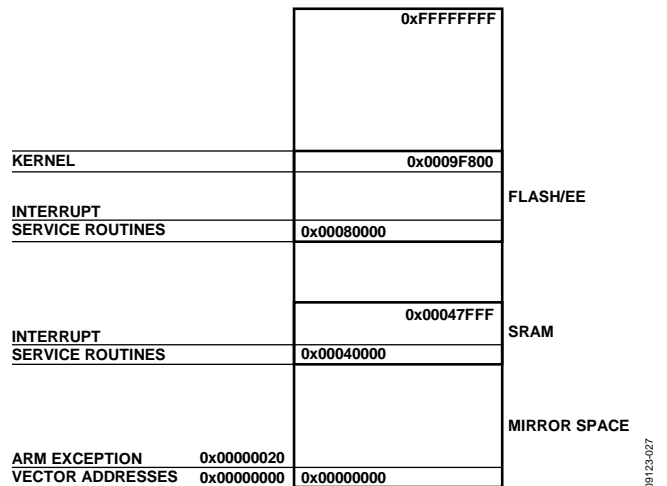 0xFFFFFFFF
KERNEL 0x0009F800
FLASH/EE
INTERRUPT
SERVICE ROUTINES 0x00080000
0x00047FFF
SRAM
INTERRUPT
SERVICE ROUTINES 0x00040000
MIRROR SPACE
ARM EXCEPTION 0x00000020
VECTOR ADDRESSES 0x00000000 0x00000000
09123-027